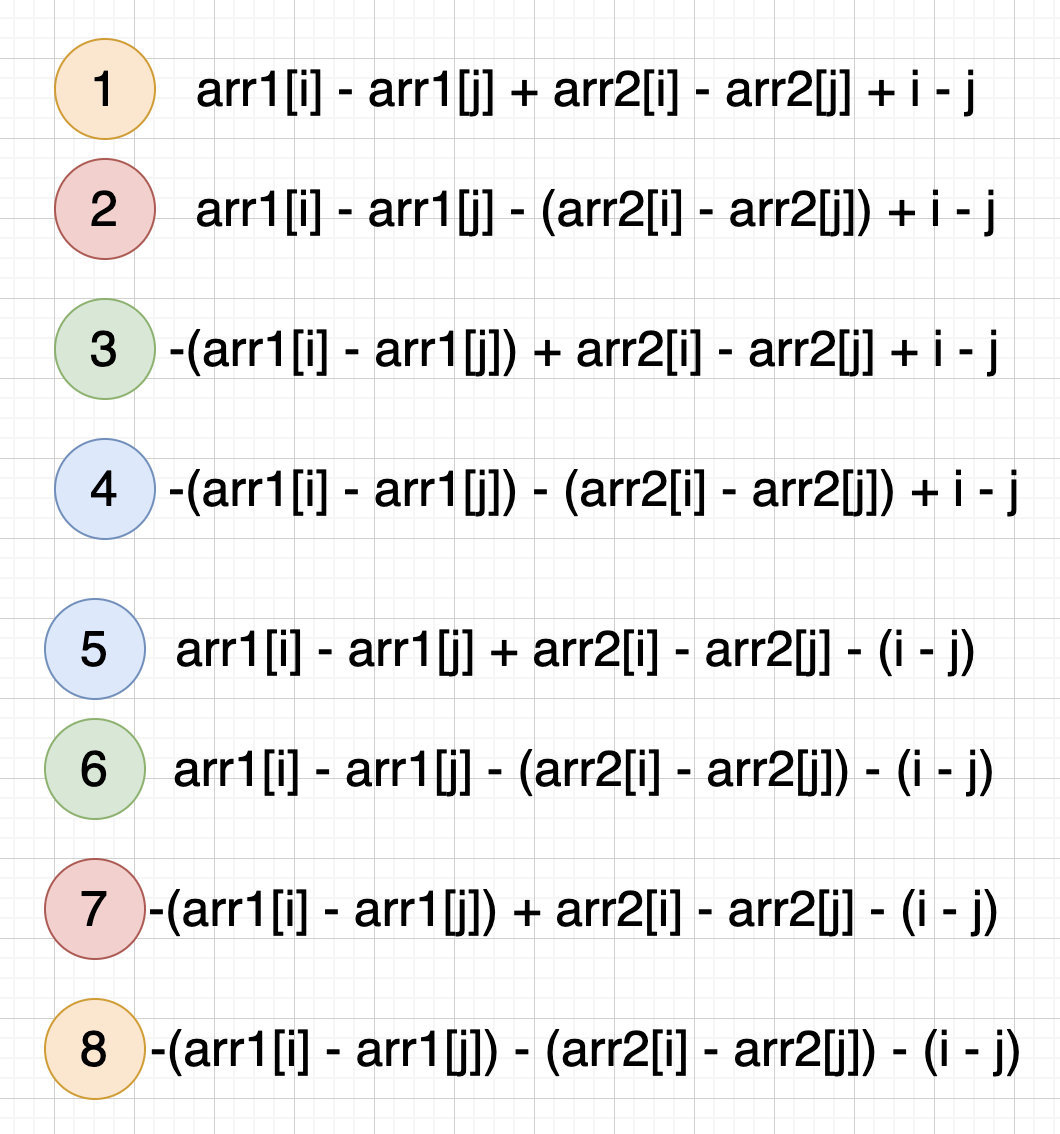 1 arr1[i] - arr1[j] + arr2[i] - arr2[j] + i - j
2 arr1[i] - arr1[j] - (arr2[i] - arr2[j]) + i - j
3 -(arr1[i] - arr1[j]) + arr2[i] - arr2[j] + i - j
4 -(arr1[i] - arr1[j]) - (arr2[i] - arr2[j]) + i - j
5 arr1[i] - arr1[j] + arr2[i] - arr2[j] - (i - j)
6 arr1[i] - arr1[j] - (arr2[i] - arr2[j]) - (i - j)
7 -(arr1[i] - arr1[j]) + arr2[i] - arr2[j] - (i - j)
8 -(arr1[i] - arr1[j]) - (arr2[i] - arr2[j]) - (i - j)